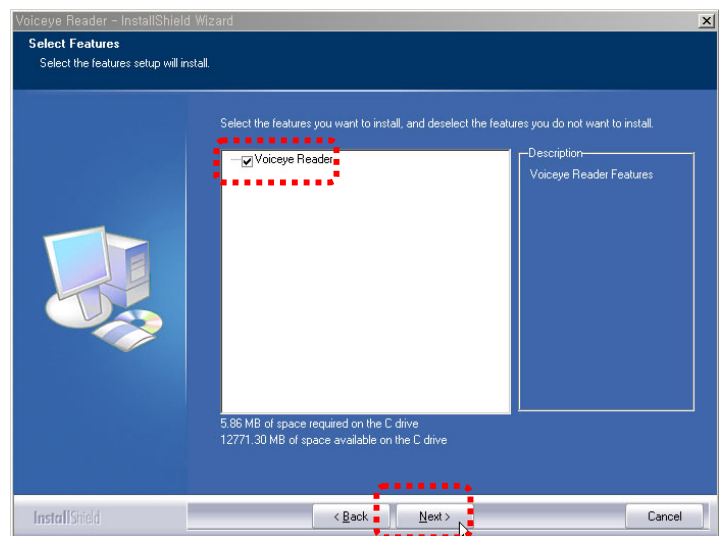 Voiceye Reader - InstallShield Wizard
Select Features
Select the features setup will install.
Select the features you want to install, and deselect the features you do not want to install.
Voiceye Reader
Description
Voiceye Reader Features
5.86 MB of space required on the C drive
12771.30 MB of space available on the C drive
InstallShield
< Back
Next >
Cancel